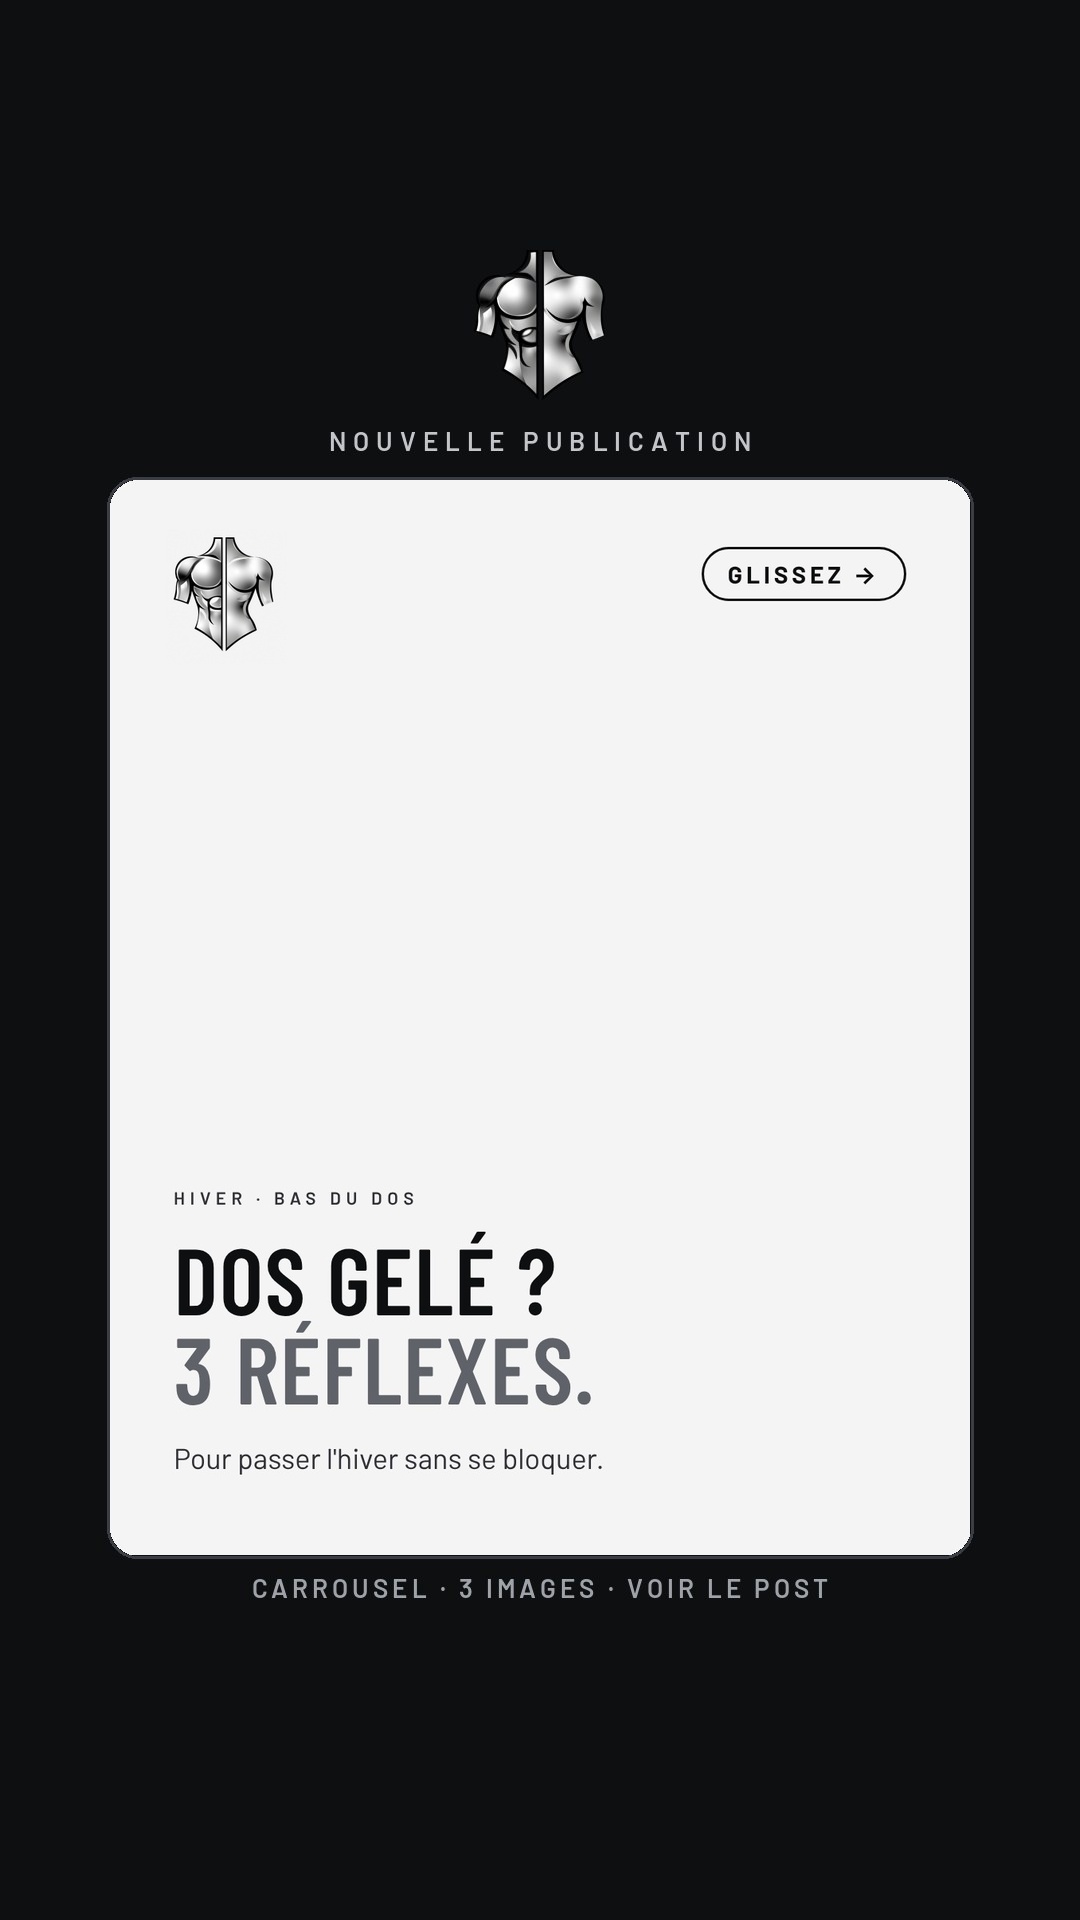 NOUVELLE PUBLICATION
GLISSEZ →
HIVER · BAS DU DOS
DOS GELÉ ?
3 RÉFLEXES.
Pour passer l'hiver sans se bloquer.
CARROUSEL · 3 IMAGES · VOIR LE POST